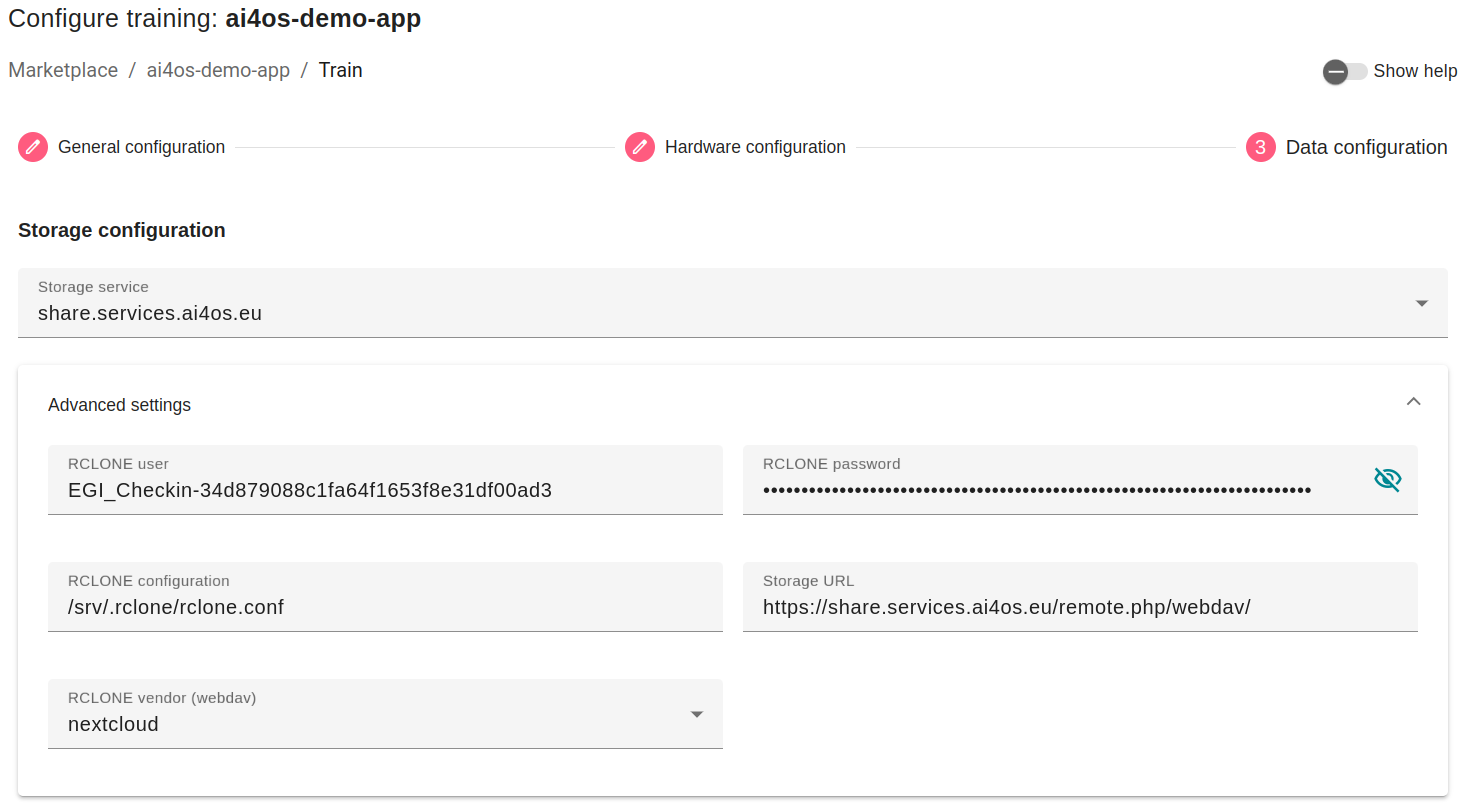 Configure training: ai4os-demo-app
Marketplace / ai4os-demo-app / Train
Show help
General configuration
Hardware configuration
3 Data configuration
Storage configuration
Storage service
share.services.ai4os.eu
Advanced settings
RCLONE user
EGI_Checkin-34d879088c1fa64f1653f8e31df00ad3
RCLONE password
••••••••••••••••••••••••••••••••••••••••••••••••••••••••••••••••••••••••
RCLONE configuration
/srv/.rclone/rclone.conf
Storage URL
https://share.services.ai4os.eu/remote.php/webdav/
RCLONE vendor (webdav)
nextcloud